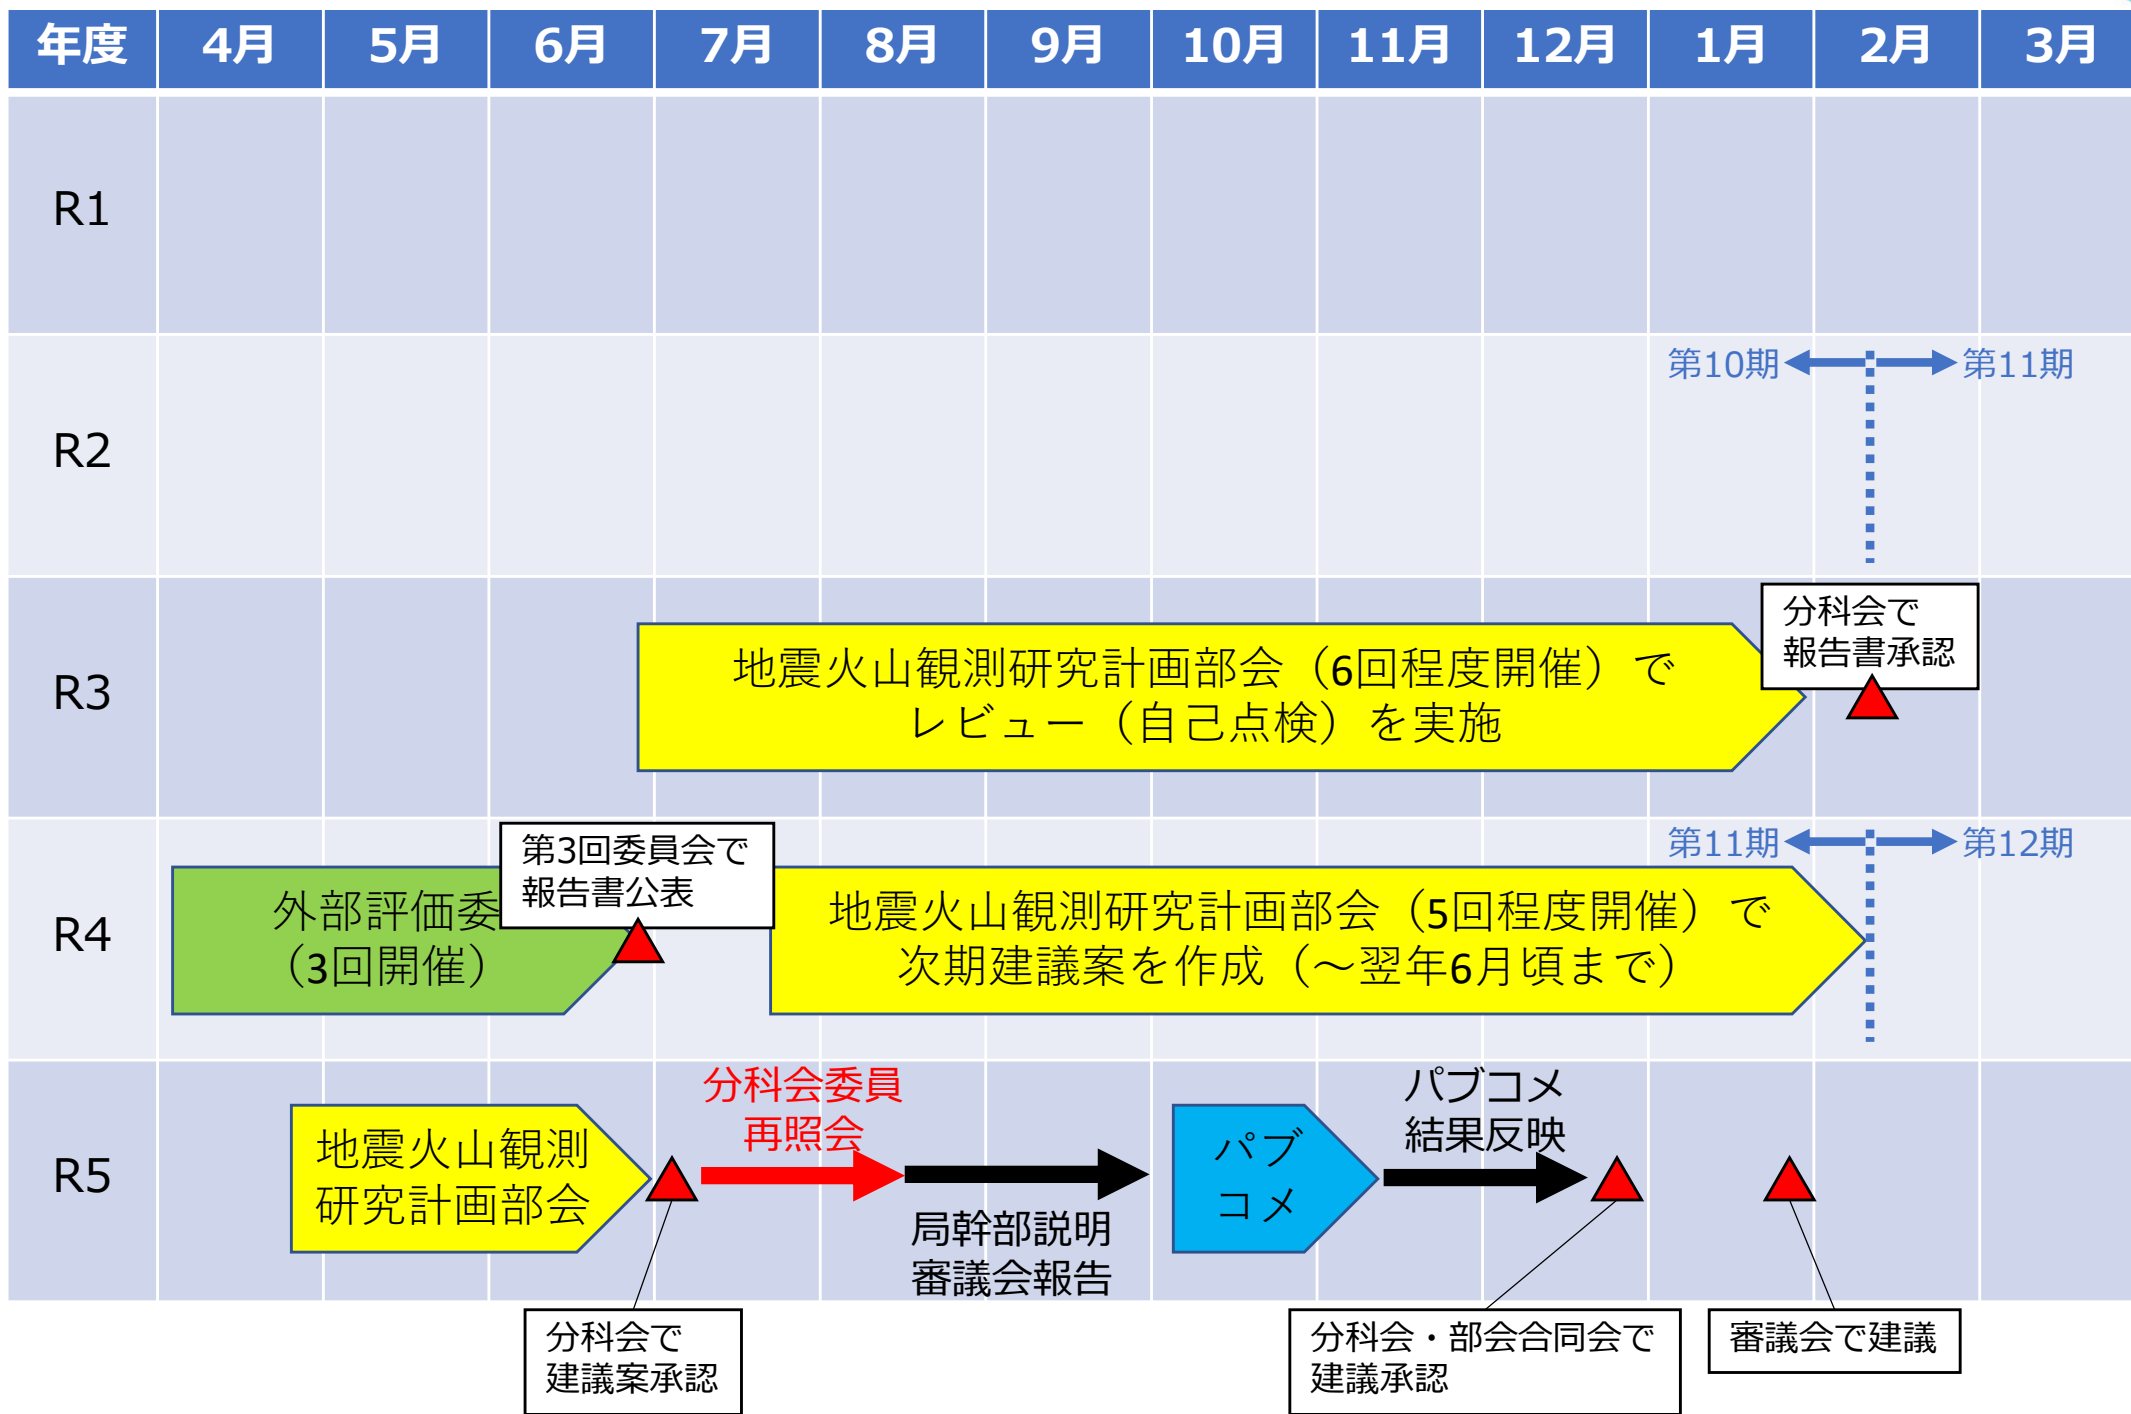 年度 4月 5月 6月 7月 8月 9月 10月 11月 12月 1月 2月 3月
R1
R2
第10期 第11期
R3
地震火山観測研究計画部会（6回程度開催）で
レビュー（自己点検）を実施
分科会で
報告書承認
R4
外部評価委
（3回開催）
第3回委員会で
報告書公表
地震火山観測研究計画部会（5回程度開催）で
次期建議案を作成（～翌年6月頃まで）
第11期 第12期
R5
地震火山観測
研究計画部会
分科会委員
再照会
局幹部説明
審議会報告
パブ
コメ
パブコメ
結果反映
分科会で
建議案承認
分科会・部会合同会で
建議承認
審議会で建議